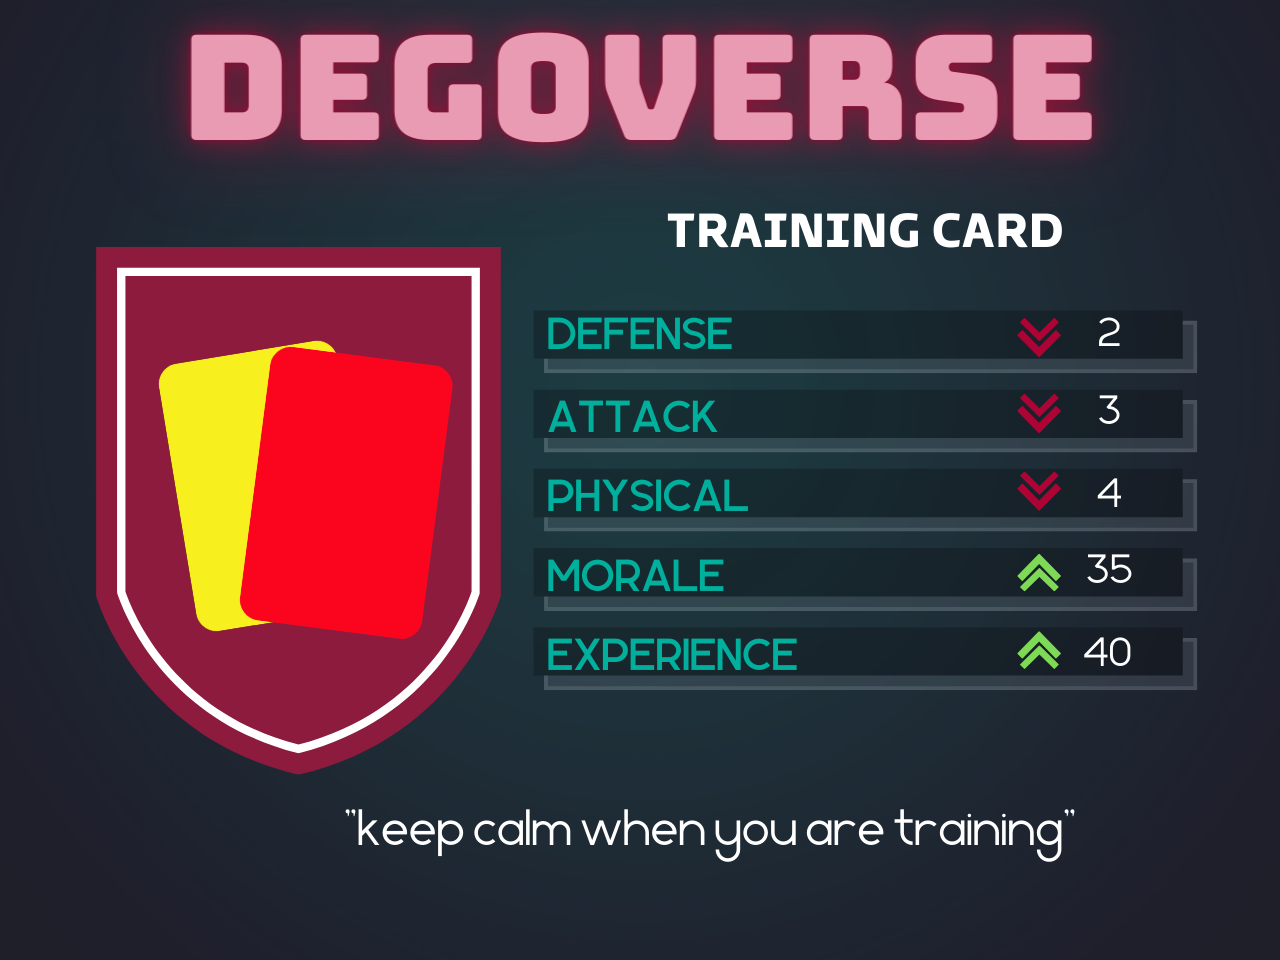 DEGOVERSE
TRAINING CARD
DEFENSE 2
ATTACK 3
PHYSICAL 4
MORALE 35
EXPERIENCE 40
"keep calm when you are training"